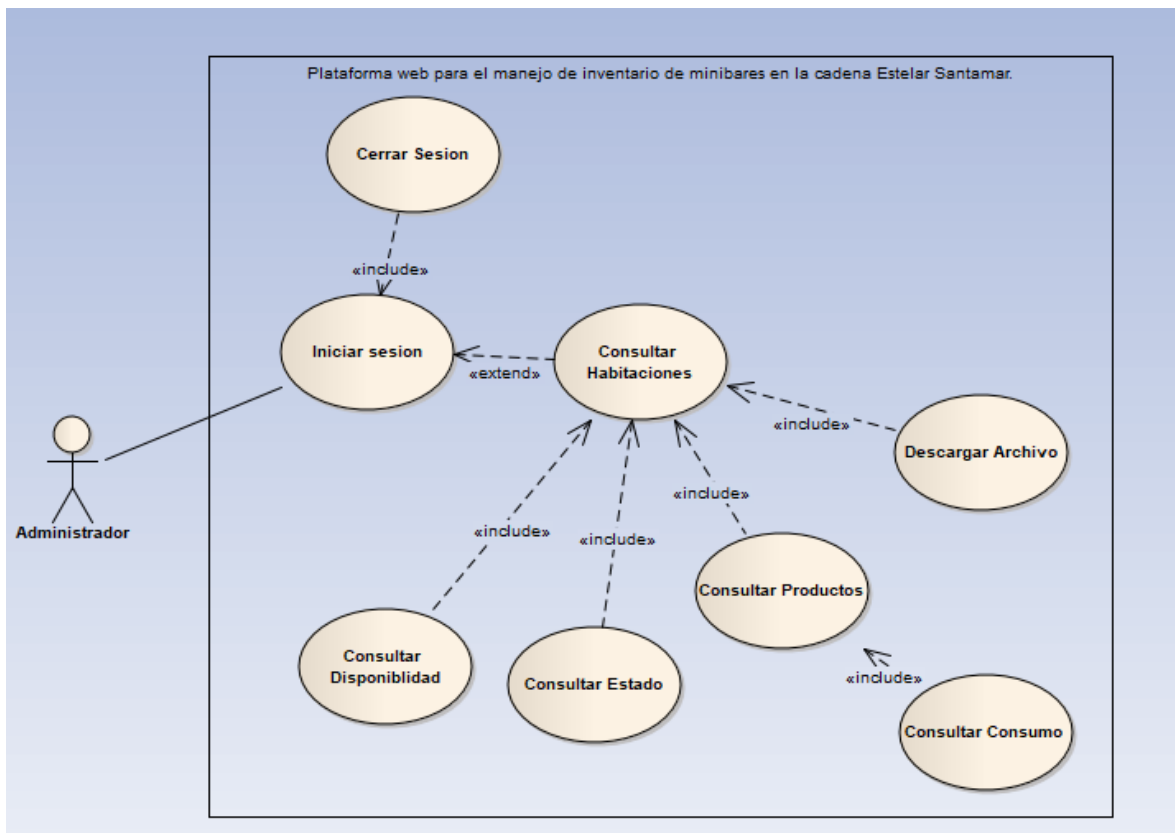 Plataforma web para el manejo de inventario de minibares en la cadena Estelar Santamar.
Cerrar Sesion
«include»
Iniciar sesion
«extend»
Consultar
Habitaciones
«include»
Descargar Archivo
Administrador
«include»
«include»
«include»
Consultar Productos
Consultar
Disponiblidad
Consultar Estado
«include»
Consultar Consumo